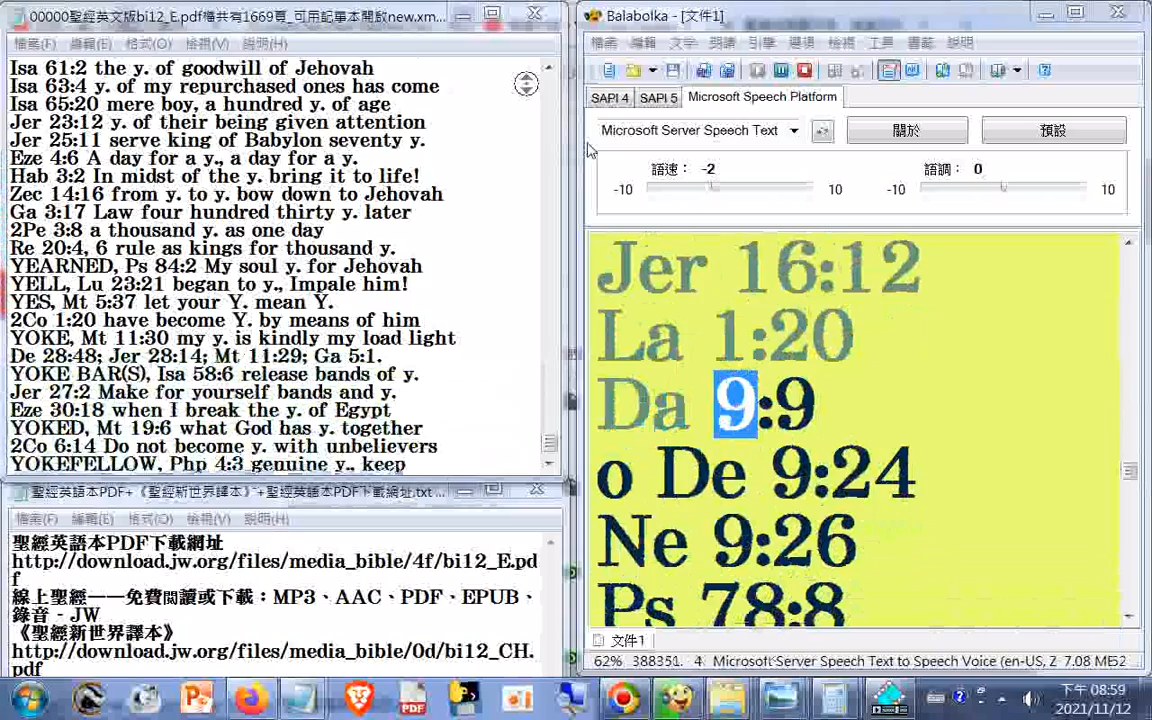 00000聖經英文版bi12_E.pdf檔共有1669頁_可用記事本開啟new.xm...
檔案(F) 編輯(E) 格式(O) 檢視(V) 說明(H)
Isa 61:2 the y. of goodwill of Jehovah
Isa 63:4 y. of my repurchased ones has come
Isa 65:20 mere boy, a hundred y. of age
Jer 23:12 y. of their being given attention
Jer 25:11 serve king of Babylon seventy y.
Eze 4:6 A day for a y., a day for a y.
Hab 3:2 In midst of the y. bring it to life!
Zec 14:16 from y. to y. bow down to Jehovah
Ga 3:17 Law four hundred thirty y. later
2Pe 3:8 a thousand y. as one day
Re 20:4, 6 rule as kings for thousand y.
YEARNED, Ps 84:2 My soul y. for Jehovah
YELL, Lu 23:21 began to y., Impale him!
YES, Mt 5:37 let your Y. mean Y.
2Co 1:20 have become Y. by means of him
YOKE, Mt 11:30 my y. is kindly my load light
De 28:48; Jer 28:14; Mt 11:29; Ga 5:1.
YOKE BAR(S), Isa 58:6 release bands of y.
Jer 27:2 Make for yourself bands and y.
Eze 30:18 when I break the y. of Egypt
YOKED, Mt 19:6 what God has y. together
2Co 6:14 Do not become y. with unbelievers
YOKEFELLOW, Php 4:3 genuine y., keep
聖經英語本PDF+《聖經新世界譯本》+聖經英語本PDF下載網址.txt ...
檔案(F) 編輯(E) 格式(O) 檢視(V) 說明(H)
聖經英語本PDF下載網址
http://download.jw.org/files/media_bible/4f/bi12_E.pd
f
線上聖經——免費閱讀或下載：MP3、AAC、PDF、EPUB、
錄音 - JW
《聖經新世界譯本》
http://download.jw.org/files/media_bible/0d/bi12_CH.
pdf
Balabolka - [文件1]
檔案 編輯 文字 朗讀 引擎 選項 檢視 工具 書籤 說明
SAPI 4 SAPI 5 Microsoft Speech Platform
Microsoft Server Speech Text 關於 預設
語速： -2 語調： 0
-10 10 -10 10
Jer 16:12
La 1:20
Da 9:9
o De 9:24
Ne 9:26
Ps 78:8
文件1
62% 388351. 4 Microsoft Server Speech Text to Speech Voice (en-US, Z 7.08 ME52
下午 08:59
2021/11/12